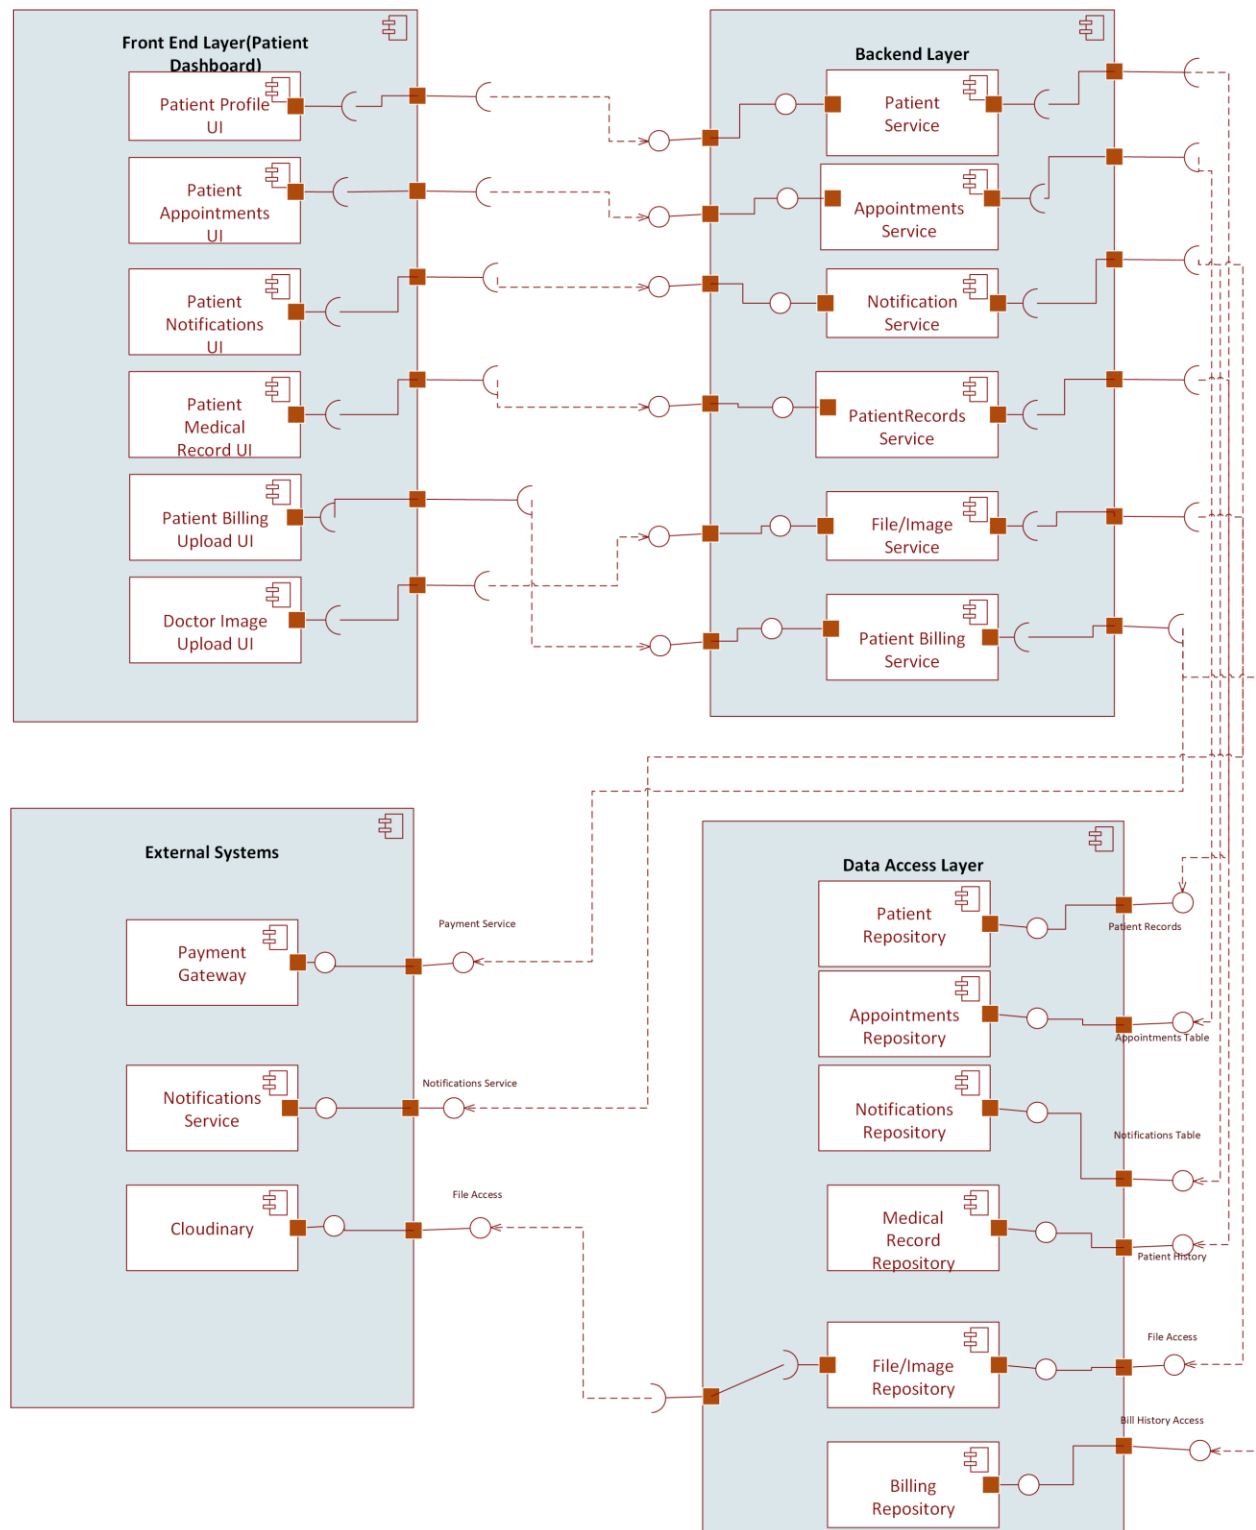 Front End Layer(Patient
Dashboard)
Patient Profile
UI
Patient
Appointments
UI
Patient
Notifications
UI
Patient
Medical
Record UI
Patient Billing
Upload UI
Doctor Image
Upload UI
Backend Layer
Patient
Service
Appointments
Service
Notification
Service
PatientRecords
Service
File/Image
Service
Patient Billing
Service
External Systems
Payment
Gateway
Payment Service
Notifications
Service
Notifications Service
Cloudinary
File Access
Data Access Layer
Patient
Repository
Patient Records
Appointments
Repository
Appointments Table
Notifications
Repository
Notifications Table
Medical
Record
Repository
Patient History
File/Image
Repository
File Access
Bill History Access
Billing
Repository